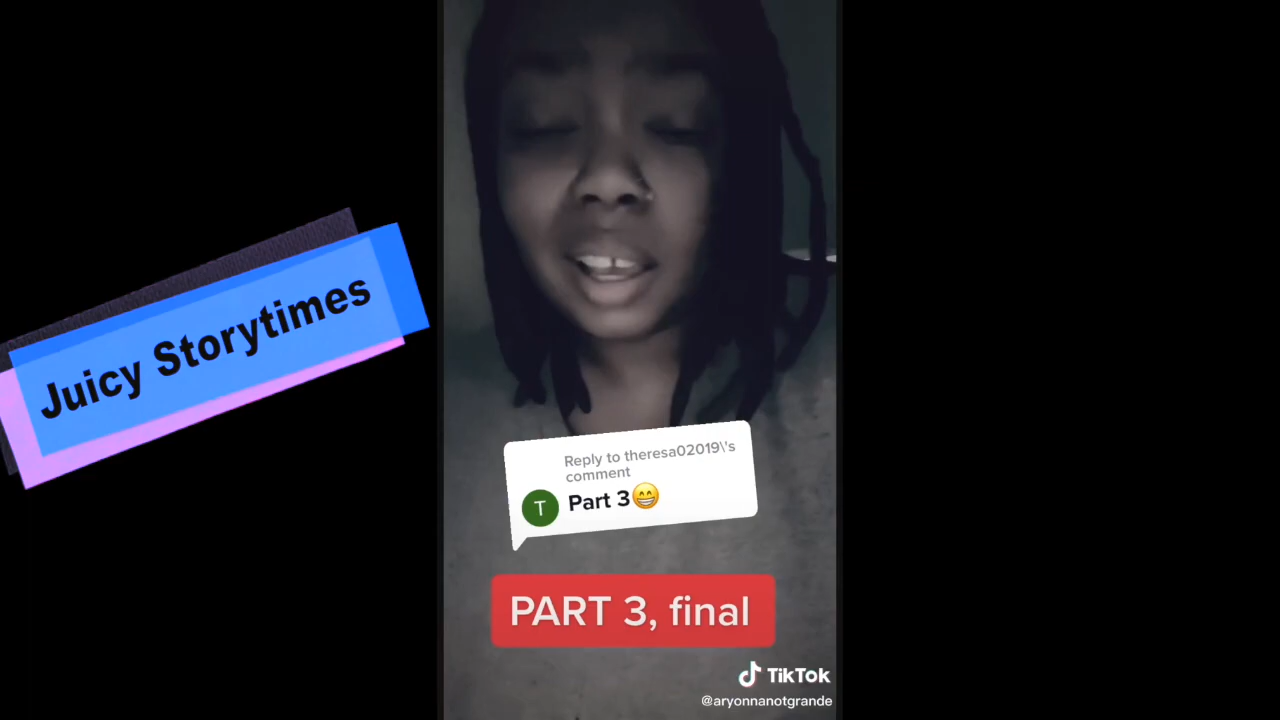 Juicy Storytimes
Reply to theresa02019\'s
comment
T
Part 3😁
PART 3, final
TikTok
@aryonnanotgrande